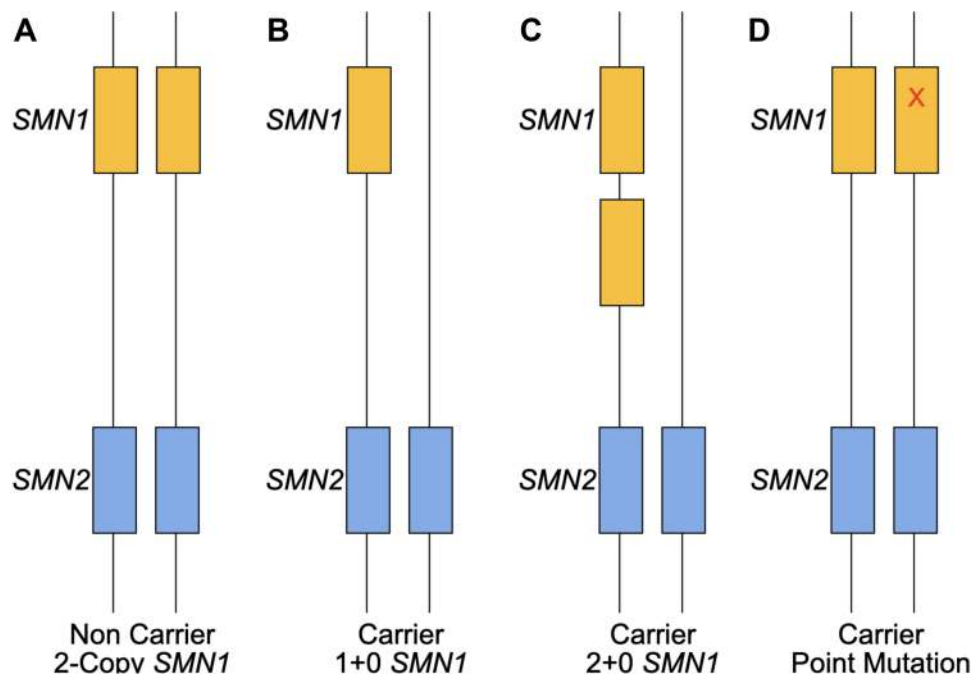 A
B
C
D
SMN1
SMN1
SMN1
SMN1
X
SMN2
SMN2
SMN2
SMN2
Non Carrier
2-Copy SMN1
Carrier
1+0 SMN1
Carrier
2+0 SMN1
Carrier
Point Mutation